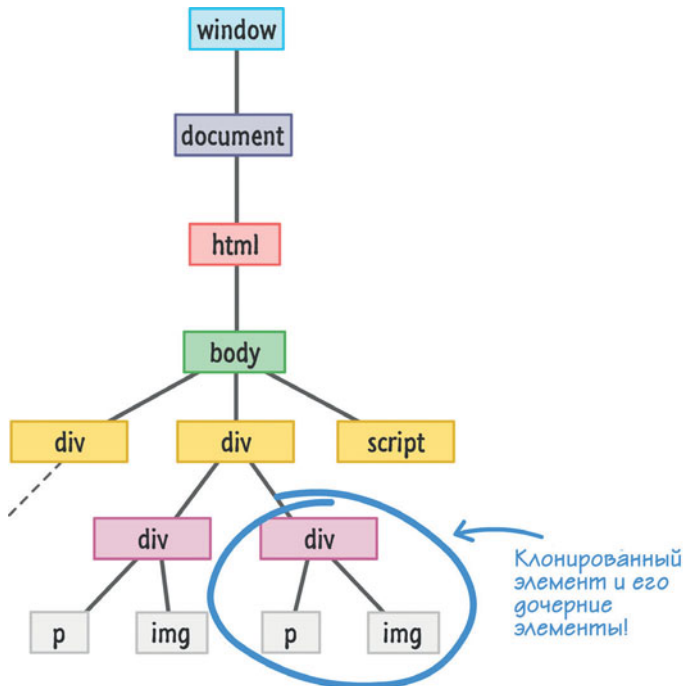 window
document
html
body
div div script
div div
p img p img
Клонированный
элемент и его
дочерние
элементы!